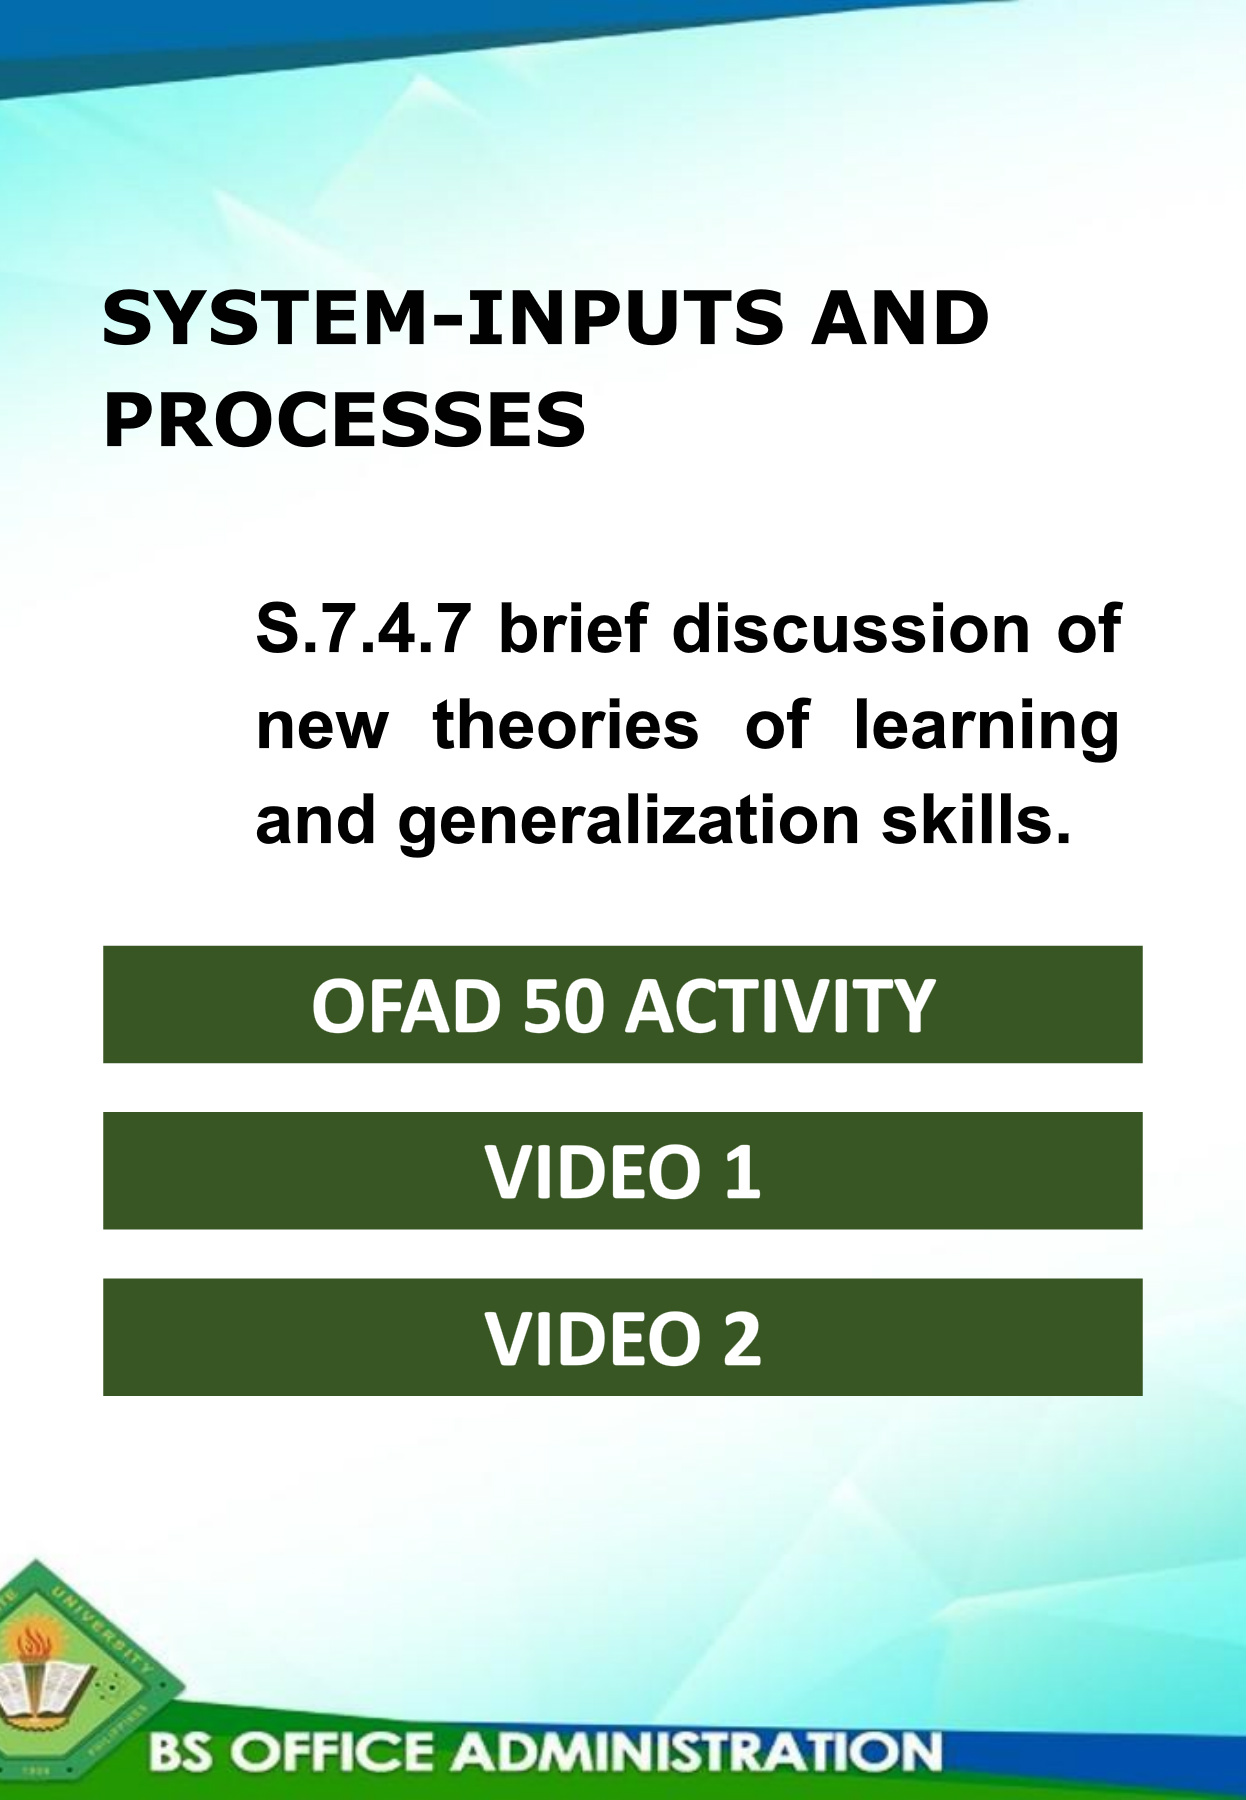 SYSTEM-INPUTS AND
PROCESSES
S.7.4.7 brief discussion of
new theories of learning
and generalization skills.
OFAD 50 ACTIVITY
VIDEO 1
VIDEO 2
UNIVERSITY
PHILIPPINES
BS OFFICE ADMINISTRATION